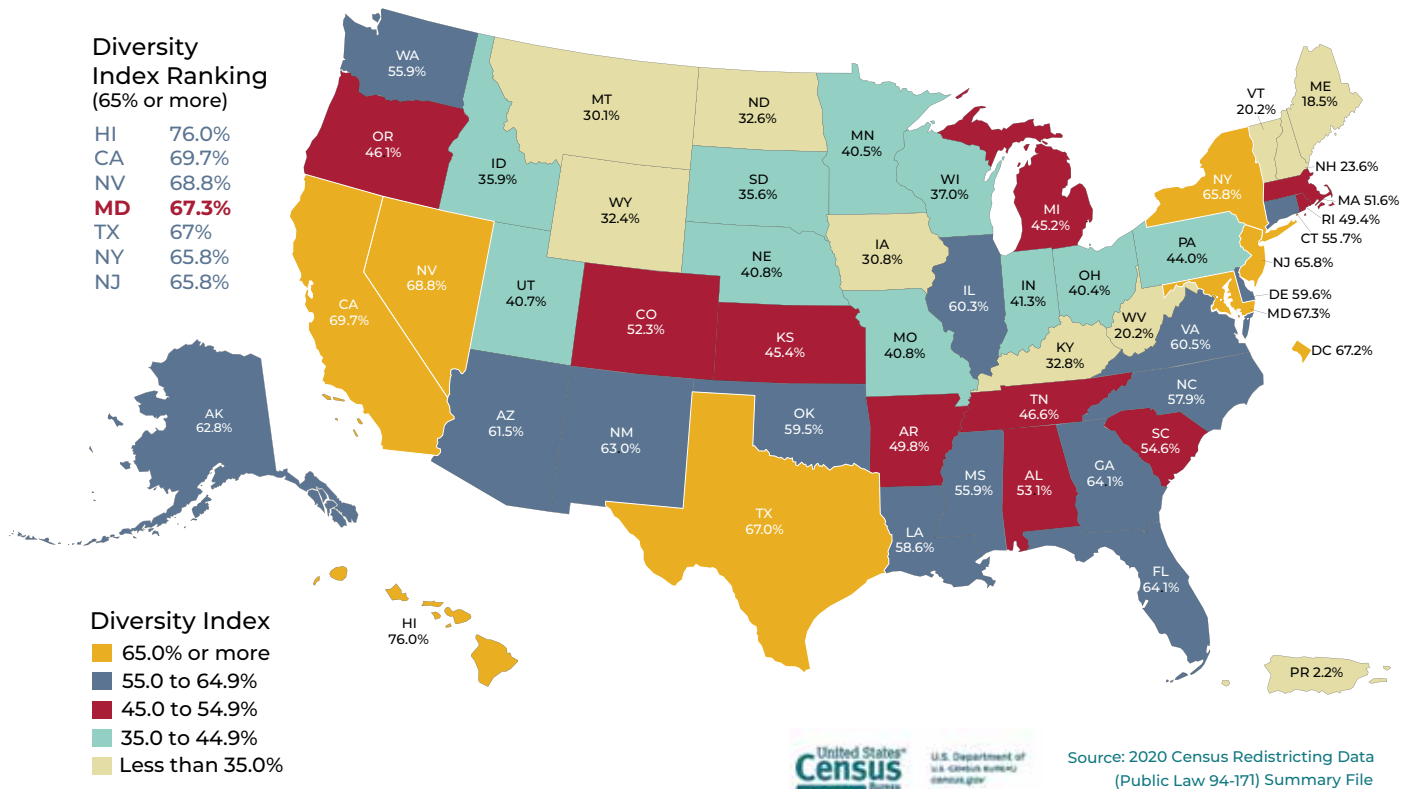 Diversity
Index Ranking
(65% or more)
HI 76.0%
CA 69.7%
NV 68.8%
MD 67.3%
TX 67%
NY 65.8%
NJ 65.8%
WA
55.9%
OR
46.1%
CA
69.7%
NV
68.8%
ID
35.9%
MT
30.1%
WY
32.4%
UT
40.7%
CO
52.3%
AZ
61.5%
NM
63.0%
ND
32.6%
SD
35.6%
NE
40.8%
KS
45.4%
OK
59.5%
TX
67.0%
MN
40.5%
IA
30.8%
MO
40.8%
AR
49.8%
LA
58.6%
WI
37.0%
IL
60.3%
MI
45.2%
IN
41.3%
OH
40.4%
KY
32.8%
TN
46.6%
MS
55.9%
AL
53.1%
GA
64.1%
FL
64.1%
SC
54.6%
NC
57.9%
VA
60.5%
WV
20.2%
PA
44.0%
NY
65.8%
VT
20.2%
ME
18.5%
NH 23.6%
MA 51.6%
RI 49.4%
CT 55.7%
NJ 65.8%
DE 59.6%
MD 67.3%
DC 67.2%
AK
62.8%
HI
76.0%
PR 2.2%
Diversity Index
65.0% or more
55.0 to 64.9%
45.0 to 54.9%
35.0 to 44.9%
Less than 35.0%
United States®
Census
Bureau
U.S. Department of
U.S. CENSUS BUREAU
census.gov
Source: 2020 Census Redistricting Data
(Public Law 94-171) Summary File